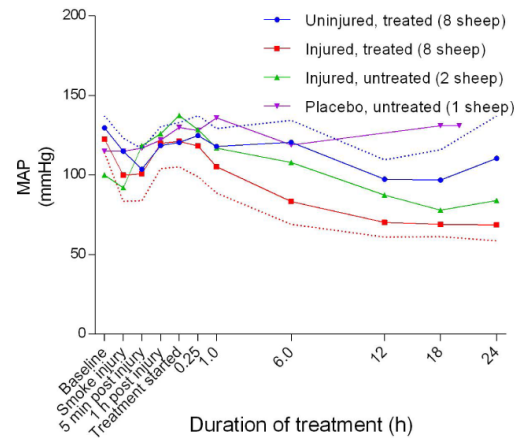 200
150
100
50
0
MAP
(mmHg)
Uninjured, treated (8 sheep)
Injured, treated (8 sheep)
Injured, untreated (2 sheep)
Placebo, untreated (1 sheep)
Baseline
Smoke injury
5 min post injury
1 h post injury
Treatment started
0.25
1.0
6.0
12
18
24
Duration of treatment (h)